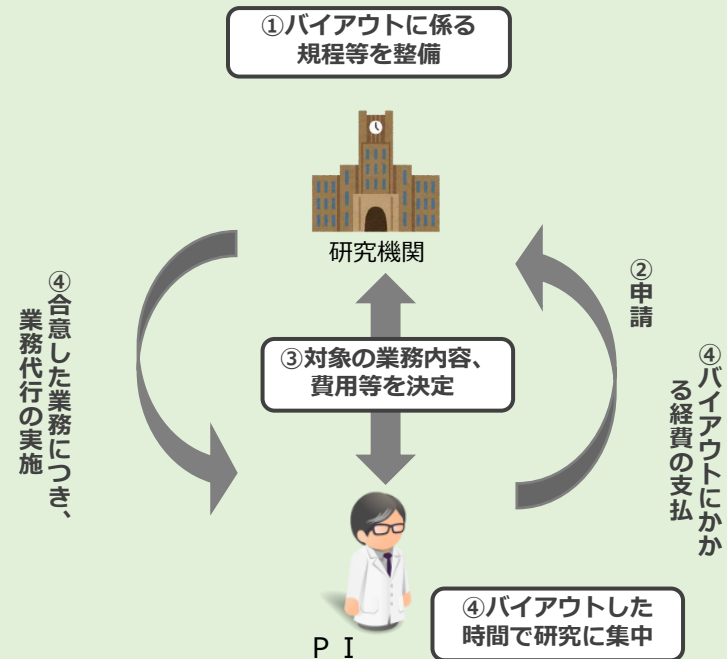 ①バイアウトに係る
規程等を整備
研究機関
②申請
③対象の業務内容、
費用等を決定
④合意した業務につき、
業務代行の実施
④バイアウトにかか
る経費の支払
④バイアウトした
時間で研究に集中
ＰＩ